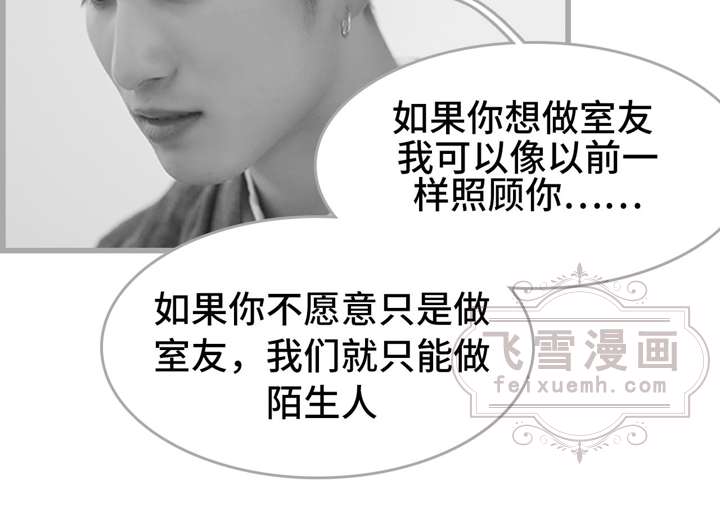 如果你想做室友
我可以像以前一
样照顾你……
如果你不愿意只是做
室友，我们就只能做
陌生人
飞雪漫画
feixuemh.com